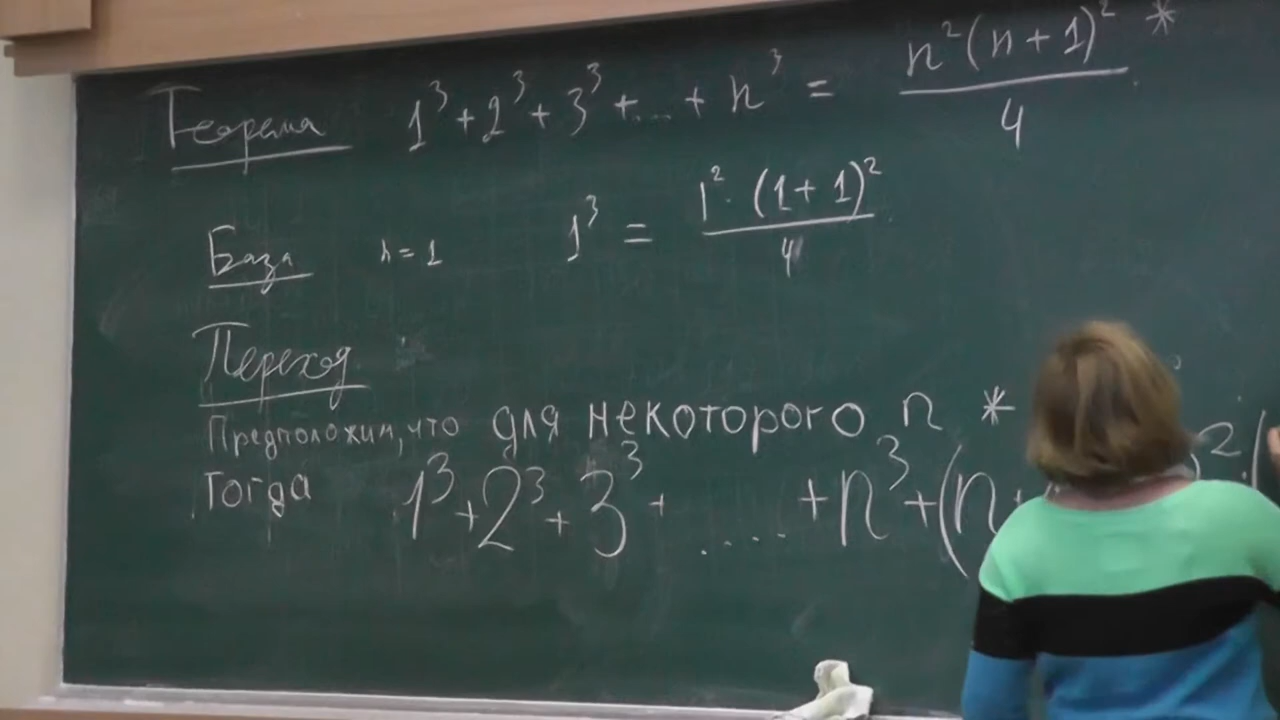 Теорема 1³+2³+3³+...+n³ = n²(n+1)²/4 *
База n=1 1³ = 1²·(1+1)²/4
Переход
Предположим, что для некоторого n *
Тогда 1³+2³+3³+ .... +n³+(n+